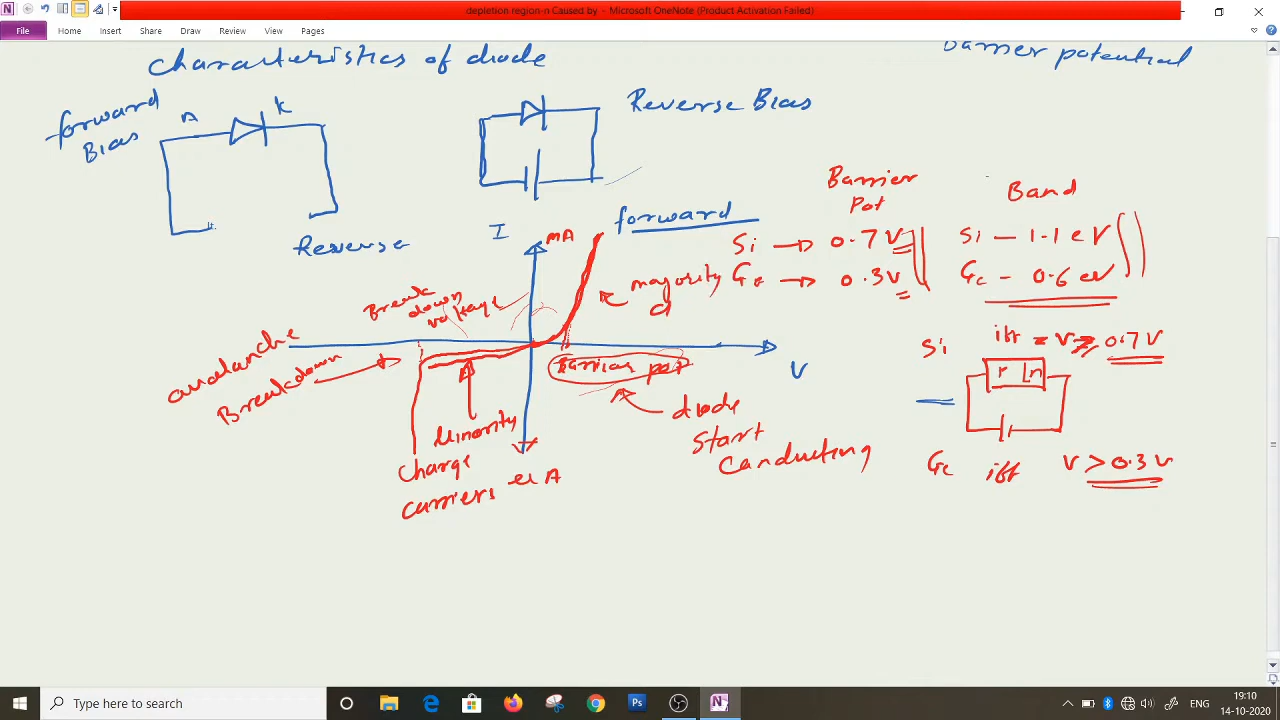 depletion region-n Caused by - Microsoft OneNote (Product Activation Failed)
File Home Insert Share Draw Review View Pages
characteristics of diode
barrier potential
forward
Bias
A K
Reverse Bias
Reverse
I
mA
forward
Barrier
Pot
Si → 0.7 V
Ge → 0.3V
Band
Si - 1.1 eV
Ge - 0.6 eV
majority
Break
down
voltage
avalanche
Breakdown
V
Barrier pot
diode
Start
Conducting
Minority
Charge
carriers
A
Si iff = V ≥ 0.7 V
Ge iff V > 0.3 V
Type here to search
ENG
19:10
14-10-2020